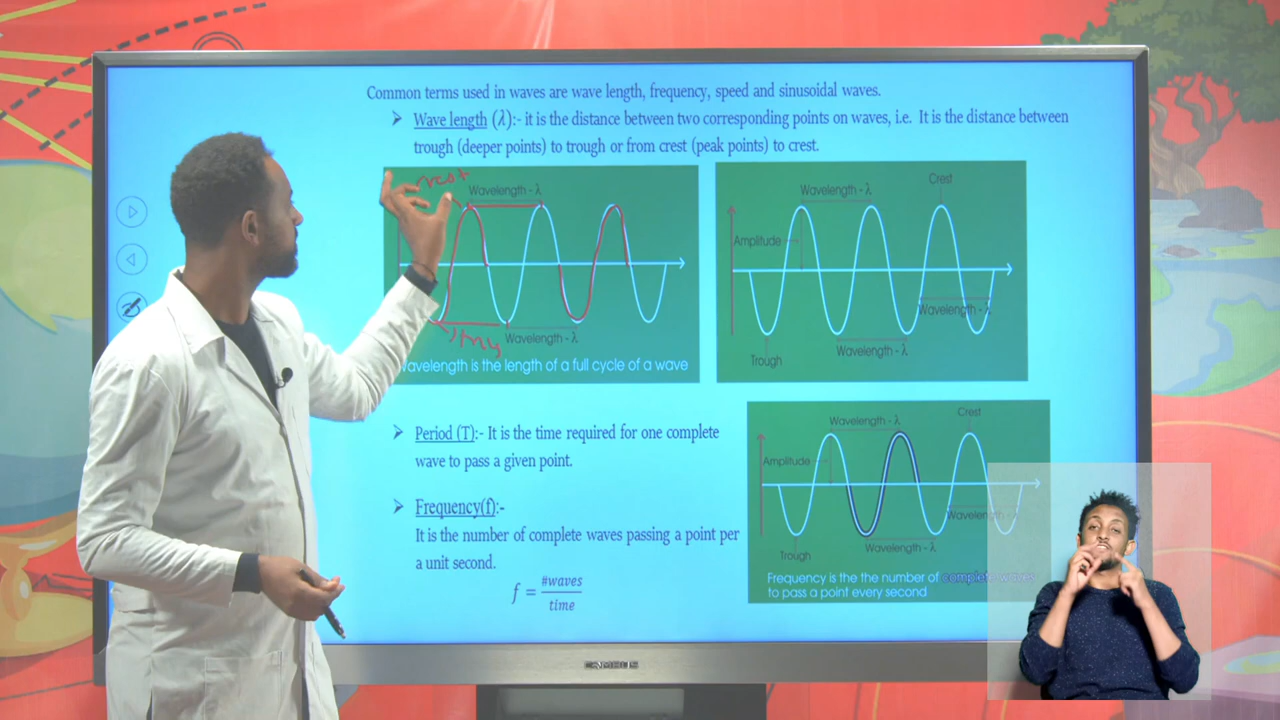 Common terms used in waves are wave length, frequency, speed and sinusoidal waves.
➤ Wave length (λ):- it is the distance between two corresponding points on waves, i.e. It is the distance between
trough (deeper points) to trough or from crest (peak points) to crest.
Wavelength - λ
Wavelength - λ
avelength is the length of a full cycle of a wave
Wavelength - λ
Crest
Amplitude
Wavelength - λ
Wavelength - λ
Trough
➤ Period (T):- It is the time required for one complete
wave to pass a given point.
➤ Frequency(f):-
It is the number of complete waves passing a point per
a unit second.
f = #waves
time
Wavelength - λ
Crest
Amplitude
Wavelength - λ
Wavelength - λ
Trough
Frequency is the the number of complete waves
to pass a point every second